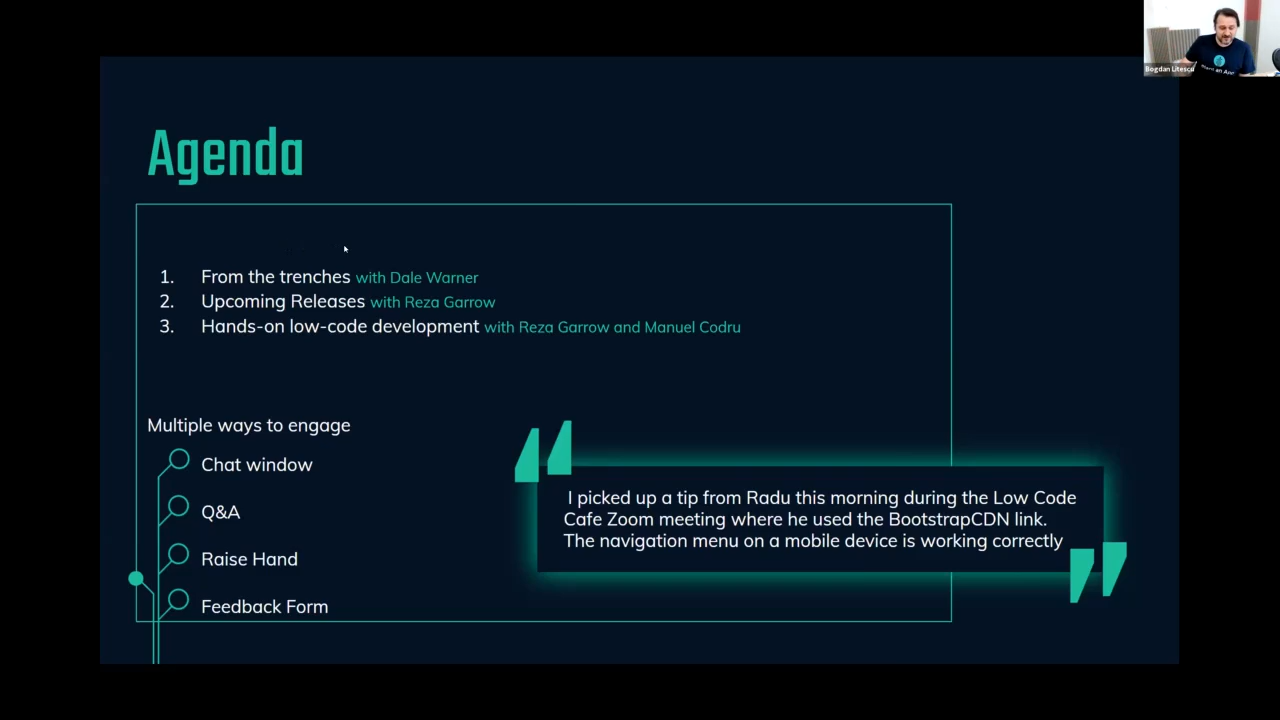 Bogdan Litescu
Agenda
1. From the trenches with Dale Warner
2. Upcoming Releases with Reza Garrow
3. Hands-on low-code development with Reza Garrow and Manuel Codru
Multiple ways to engage
Chat window
Q&A
Raise Hand
Feedback Form
I picked up a tip from Radu this morning during the Low Code
Cafe Zoom meeting where he used the BootstrapCDN link.
The navigation menu on a mobile device is working correctly